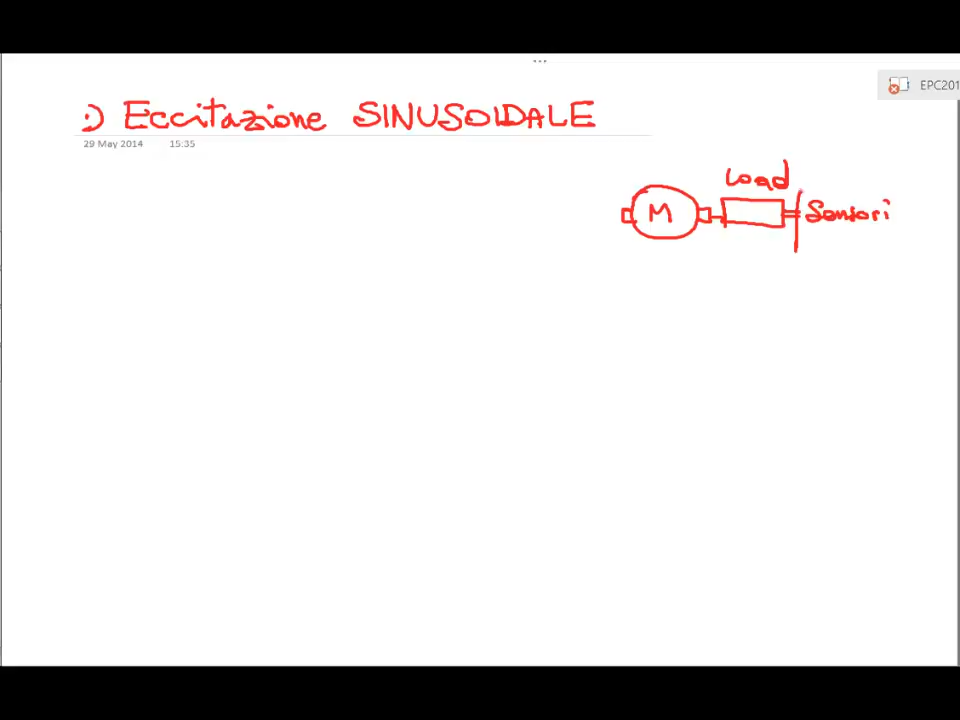 :) Eccitazione SINUSOIDALE
29 May 2014 15:35
EPC201
Load
M
Sensori